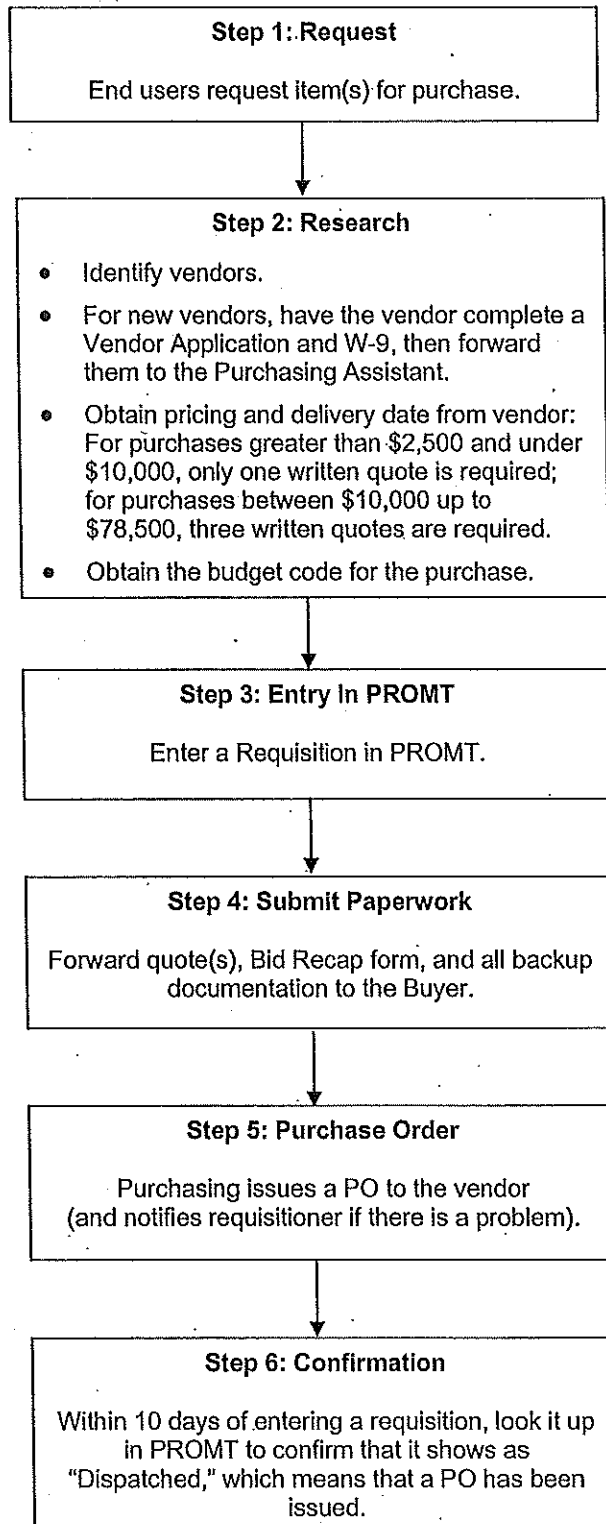 Step 1: Request
End users request item(s) for purchase.
Step 2: Research
• Identify vendors.
• For new vendors, have the vendor complete a
Vendor Application and W-9, then forward
them to the Purchasing Assistant.
• Obtain pricing and delivery date from vendor:
For purchases greater than $2,500 and under
$10,000, only one written quote is required;
for purchases between $10,000 up to
$78,500, three written quotes are required.
• Obtain the budget code for the purchase.
Step 3: Entry in PROMT
Enter a Requisition in PROMT.
Step 4: Submit Paperwork
Forward quote(s), Bid Recap form, and all backup
documentation to the Buyer.
Step 5: Purchase Order
Purchasing issues a PO to the vendor
(and notifies requisitioner if there is a problem).
Step 6: Confirmation
Within 10 days of entering a requisition, look it up
in PROMT to confirm that it shows as
"Dispatched," which means that a PO has been
issued.